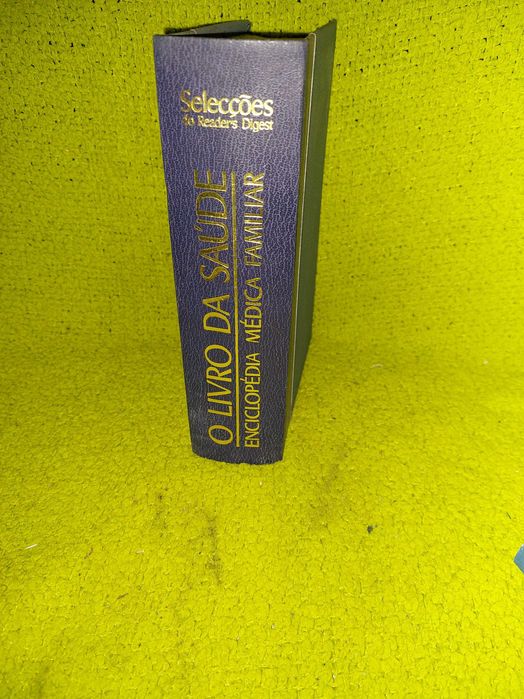 Selecções
do Reader's Digest
O LIVRO DA SAÚDE
ENCICLOPÉDIA MÉDICA FAMILIAR